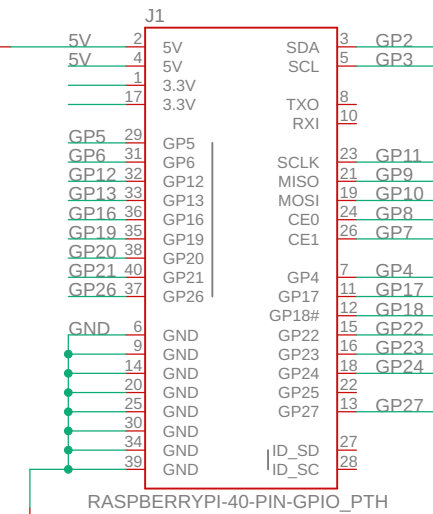 J1
5V 2 5V SDA 3 GP2
5V 4 5V SCL 5 GP3
1 3.3V
17 3.3V TXO 8
RXI 10
GP5 29 GP5
GP6 31 GP6 SCLK 23 GP11
GP12 32 GP12 MISO 21 GP9
GP13 33 GP13 MOSI 19 GP10
GP16 36 GP16 CE0 24 GP8
GP19 35 GP19 CE1 26 GP7
GP20 38 GP20
GP21 40 GP21 GP4 7 GP4
GP26 37 GP26 GP17 11 GP17
GP18# 12 GP18
GND 6 GND GP22 15 GP22
9 GND GP23 16 GP23
14 GND GP24 18 GP24
20 GND GP25 22
25 GND GP27 13 GP27
30 GND
34 GND ID_SD 27
39 GND ID_SC 28
RASPBERRYPI-40-PIN-GPIO_PTH